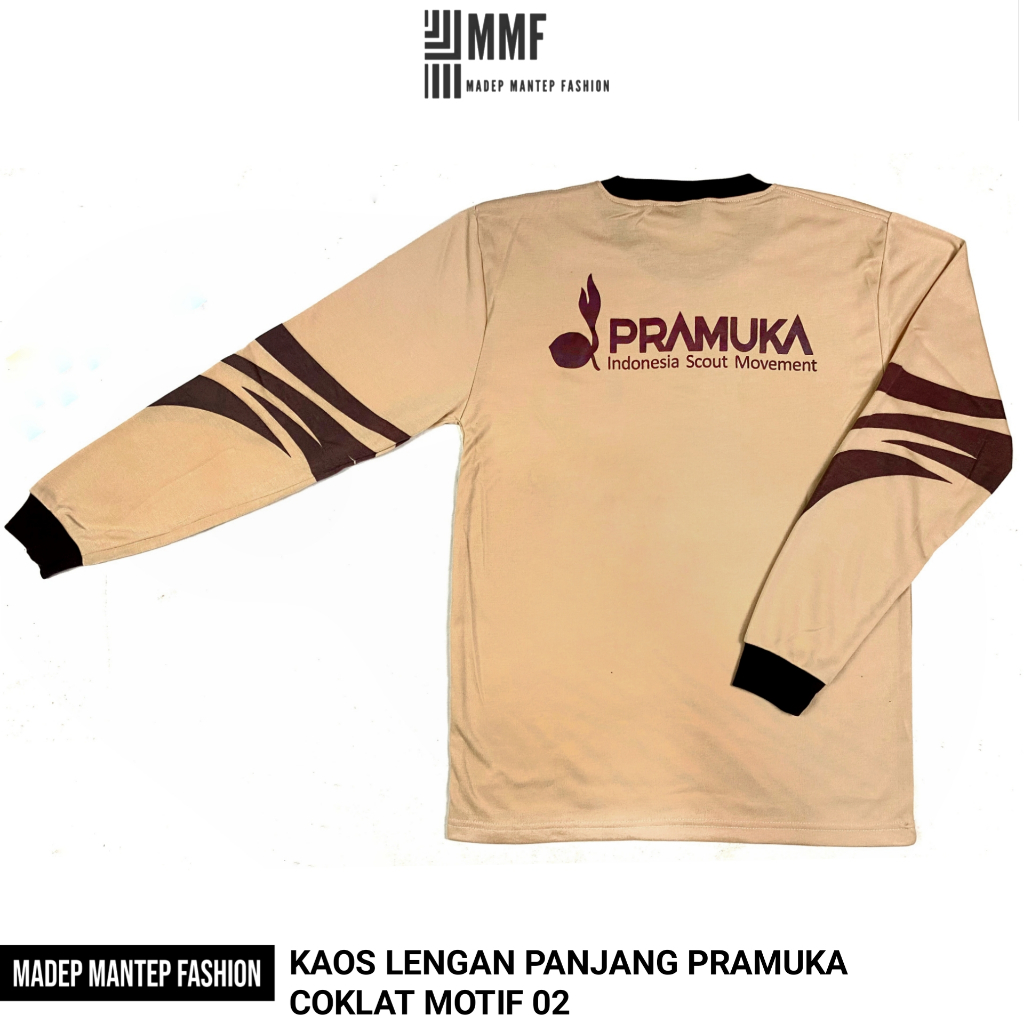 MMF
MADEP MANTEP FASHION
PRAMUKA
Indonesia Scout Movement
MADEP MANTEP FASHION
KAOS LENGAN PANJANG PRAMUKA
COKLAT MOTIF 02